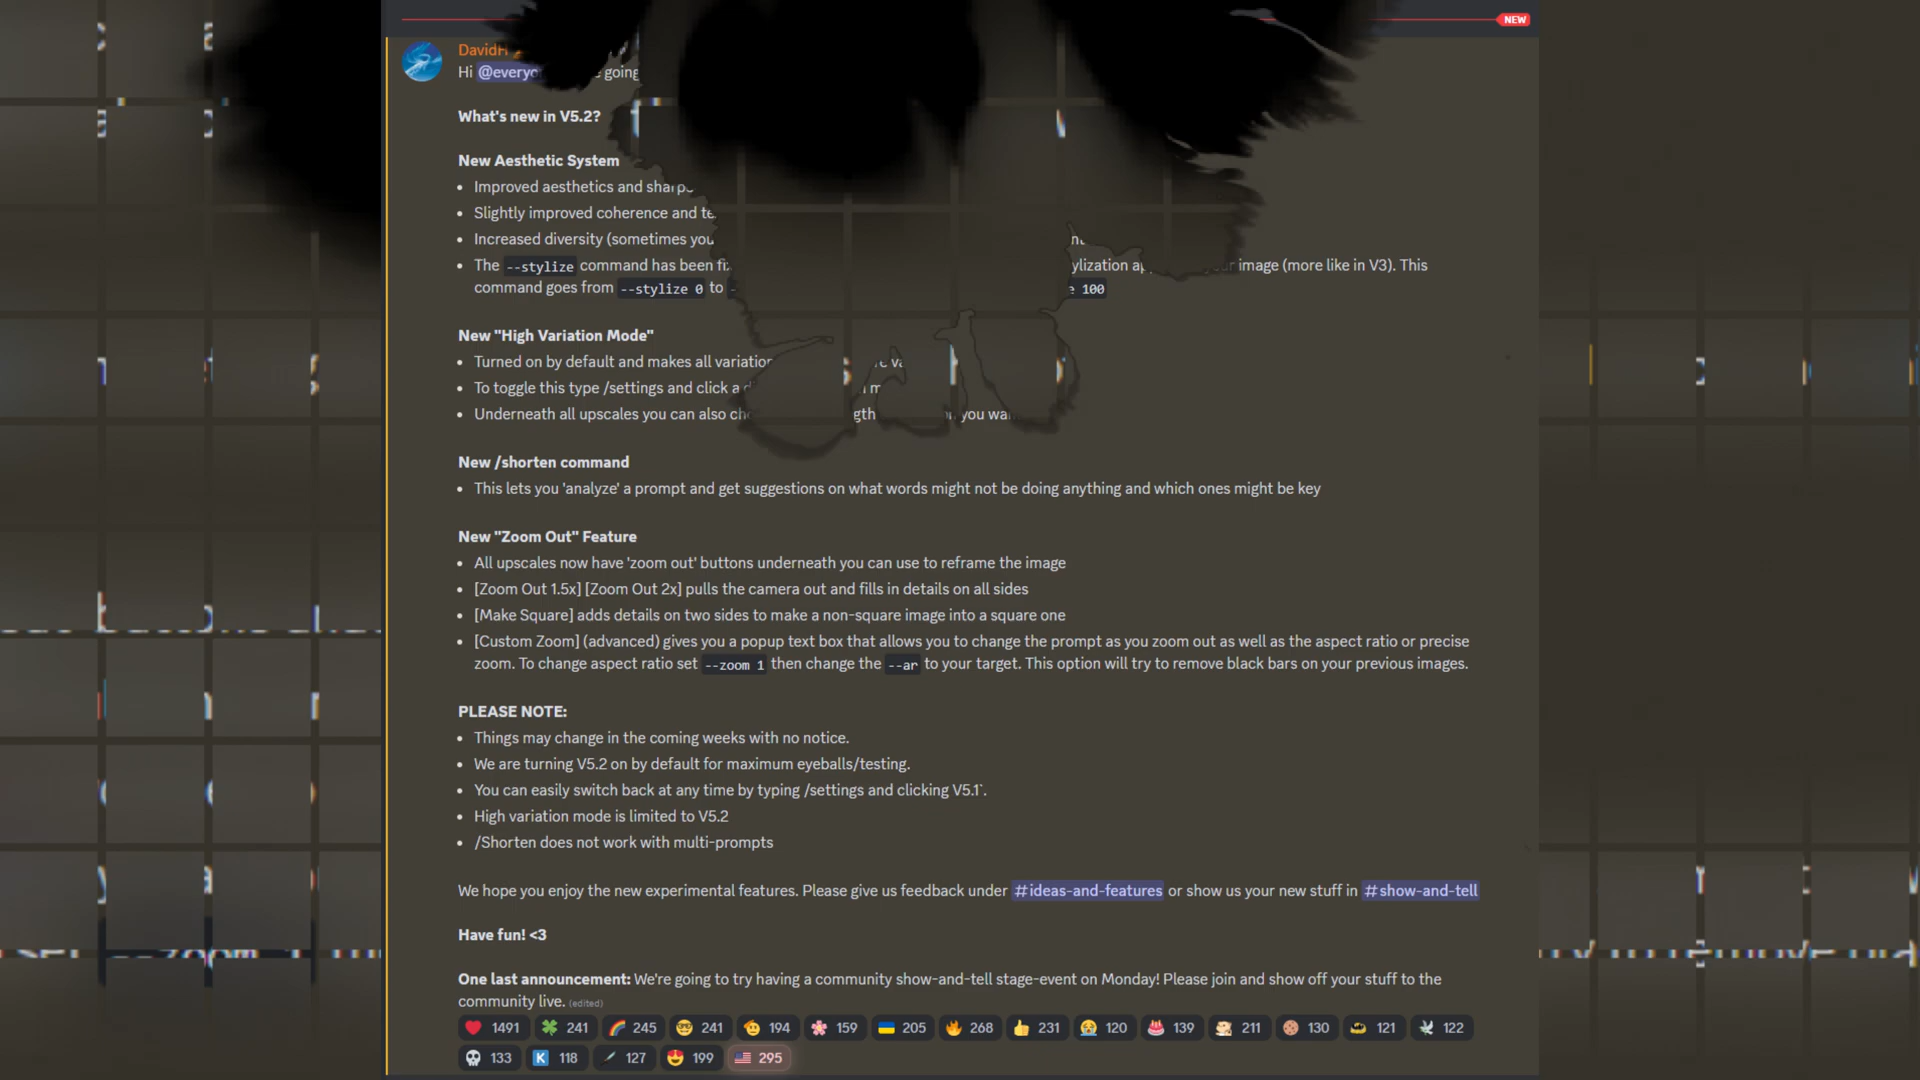 NEW
Hi @everyo going
What's new in V5.2?
New Aesthetic System
• Improved aesthetics and
• Slightly improved coherence and
• Increased diversity (sometimes you
• The --stylize command has been image (more like in V3). This
command goes from --stylize 0 to 100
New "High Variation Mode"
• Turned on by default and makes all
• To toggle this type /settings and click a
• Underneath all upscales you can also you
New /shorten command
• This lets you 'analyze' a prompt and get suggestions on what words might not be doing anything and which ones might be key
New "Zoom Out" Feature
• All upscales now have 'zoom out' buttons underneath you can use to reframe the image
• [Zoom Out 1.5x] [Zoom Out 2x] pulls the camera out and fills in details on all sides
• [Make Square] adds details on two sides to make a non-square image into a square one
• [Custom Zoom] (advanced) gives you a popup text box that allows you to change the prompt as you zoom out as well as the aspect ratio or precise
zoom. To change aspect ratio set --zoom 1 then change the --ar to your target. This option will try to remove black bars on your previous images.
PLEASE NOTE:
• Things may change in the coming weeks with no notice.
• We are turning V5.2 on by default for maximum eyeballs/testing.
• You can easily switch back at any time by typing /settings and clicking V5.1`.
• High variation mode is limited to V5.2
• /Shorten does not work with multi-prompts
We hope you enjoy the new experimental features. Please give us feedback under #ideas-and-features or show us your new stuff in #show-and-tell
Have fun! <3
One last announcement: We're going to try having a community show-and-tell stage-event on Monday! Please join and show off your stuff to the
community live. (edited)
1491 241 245 241 194 159 205 268 231 120 139 211 130 121 122
133 K 118 127 199 295